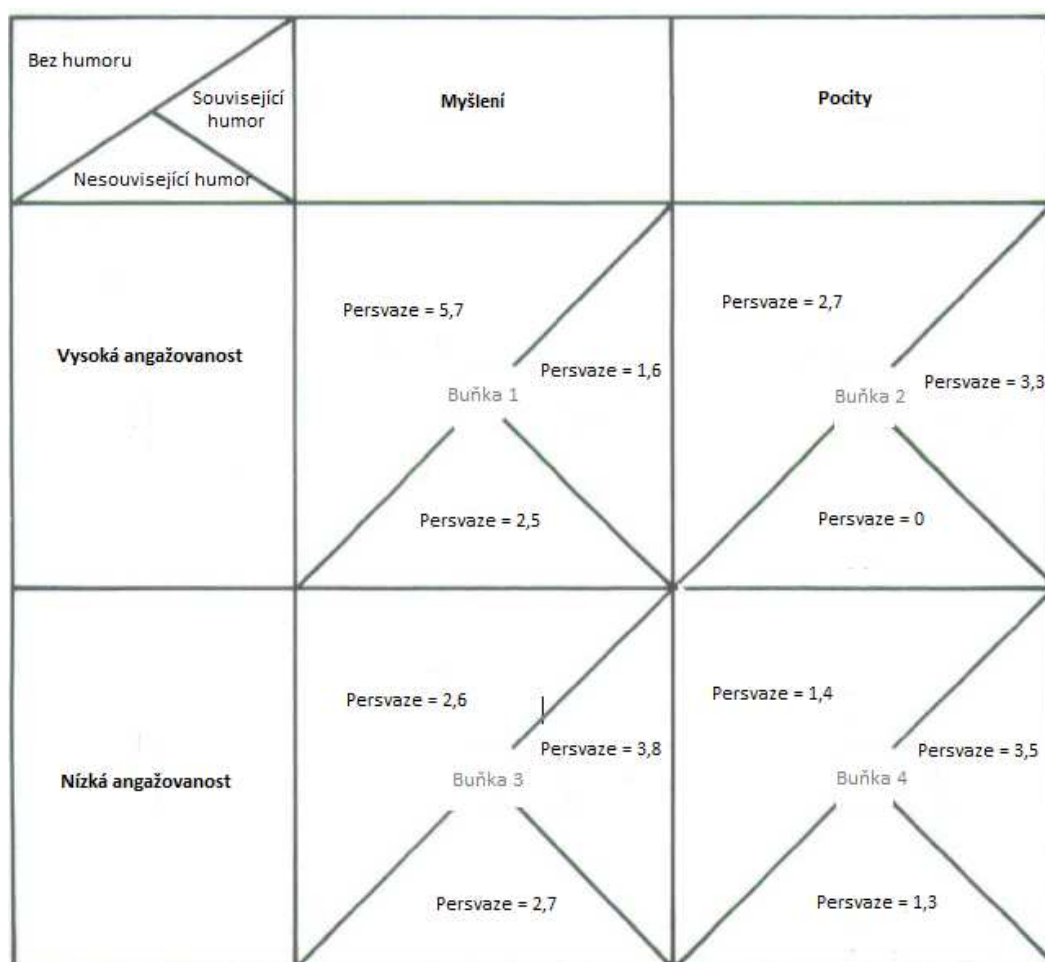 Bez humoru
Související
humor
Nesouvisející humor
Myšlení
Pocity
Vysoká angažovanost
Persvaze = 5,7
Persvaze = 1,6
Buňka 1
Persvaze = 2,5
Persvaze = 2,7
Persvaze = 3,3
Buňka 2
Persvaze = 0
Nízká angažovanost
Persvaze = 2,6
Persvaze = 3,8
Buňka 3
Persvaze = 2,7
Persvaze = 1,4
Persvaze = 3,5
Buňka 4
Persvaze = 1,3